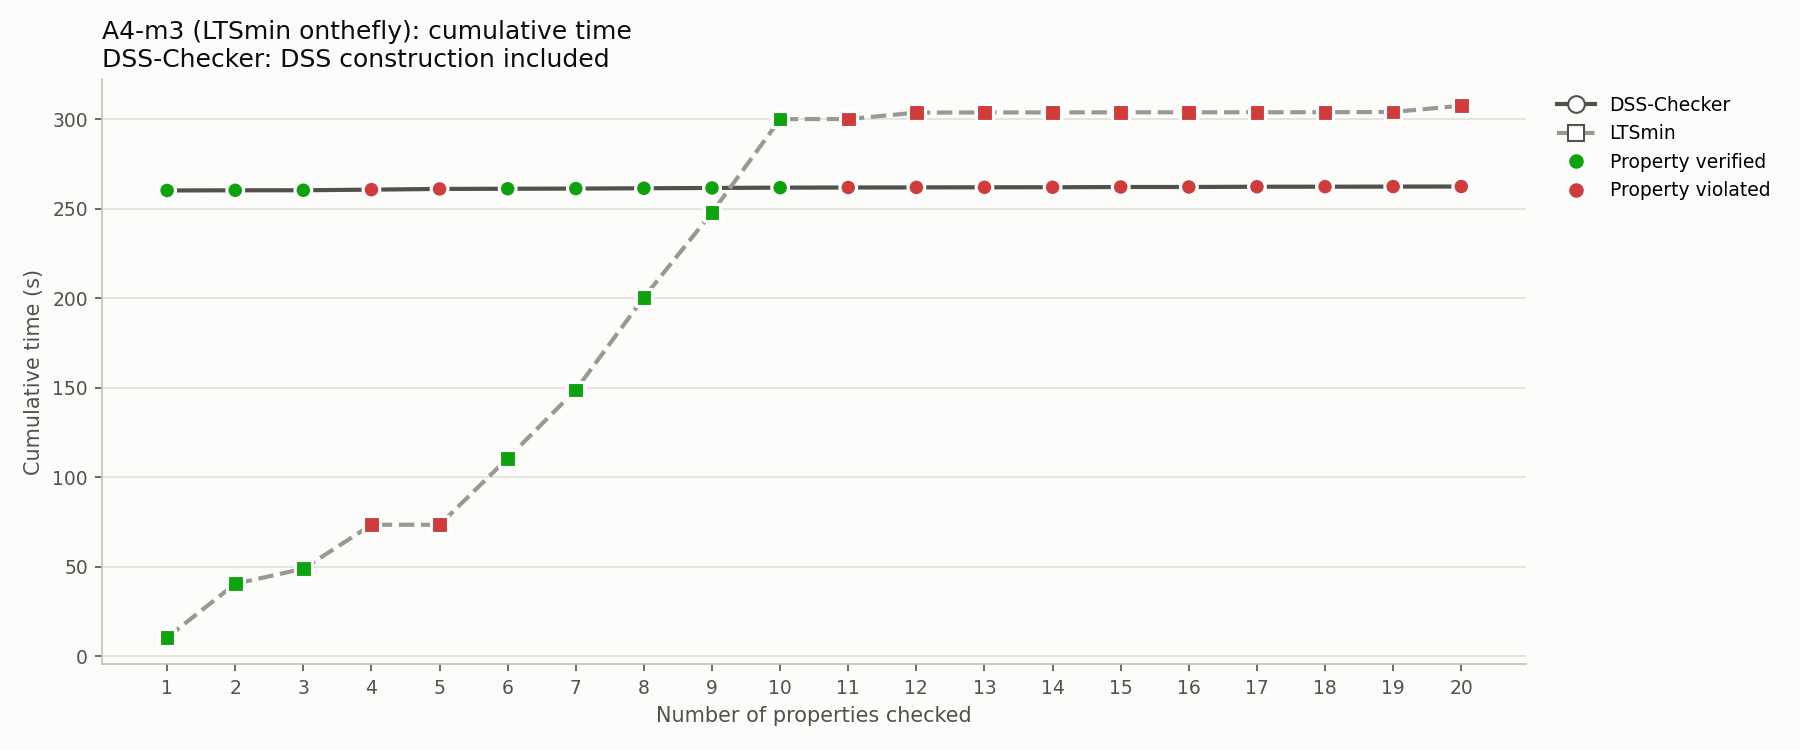 A4-m3 (LTSmin onthefly): cumulative time
DSS-Checker: DSS construction included
Cumulative time (s)
300
250
200
150
100
50
0
1 2 3 4 5 6 7 8 9 10 11 12 13 14 15 16 17 18 19 20
Number of properties checked
DSS-Checker
LTSmin
Property verified
Property violated